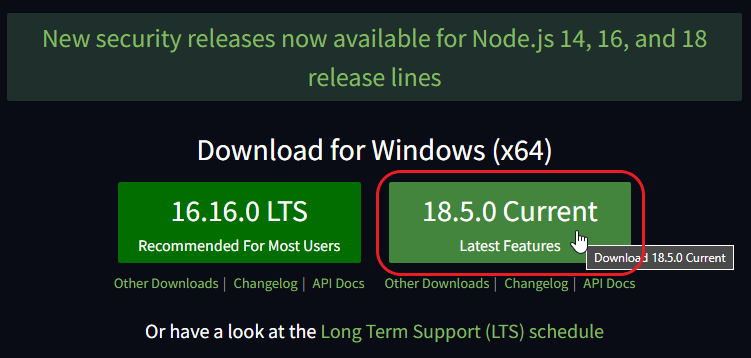 New security releases now available for Node.js 14, 16, and 18
release lines
Download for Windows (x64)
16.16.0 LTS
Recommended For Most Users
18.5.0 Current
Latest Features
Download 18.5.0 Current
Other Downloads | Changelog | API Docs
Other Downloads | Changelog | API Docs
Or have a look at the Long Term Support (LTS) schedule